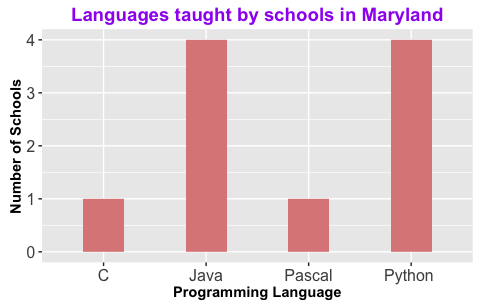 Languages taught by schools in Maryland
4
3
2
1
0
Number of Schools
C Java Pascal Python
Programming Language